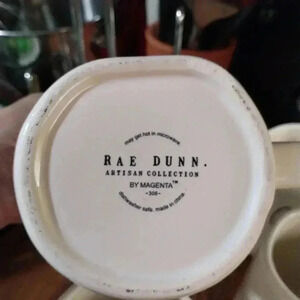 may get hot in microwave.
RAE DUNN.
ARTISAN COLLECTION
BY MAGENTA™
-308-
dishwasher safe, made in china.